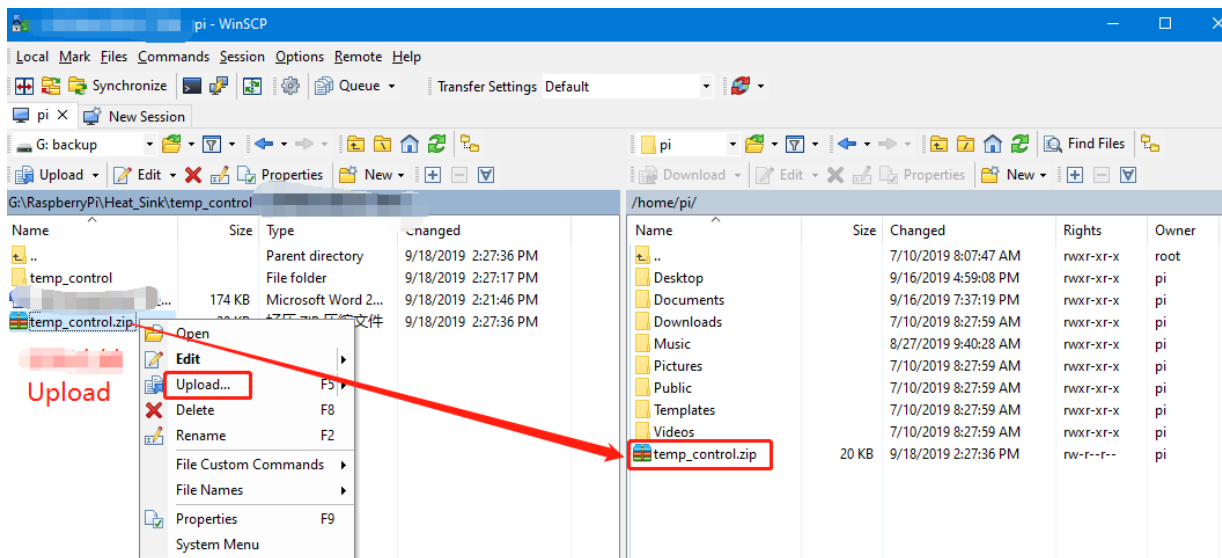 pi - WinSCP
Local Mark Files Commands Session Options Remote Help
Synchronize Queue Transfer Settings Default
pi X New Session
G: backup
pi Find Files
Upload Edit Properties New
Download Edit Properties New
G:\RaspberryPi\Heat_Sink\temp_control
/home/pi/
Name Size Type Changed
.. Parent directory 9/18/2019 2:27:36 PM
temp_control File folder 9/18/2019 2:27:17 PM
... 174 KB Microsoft Word 2... 9/18/2019 2:21:46 PM
temp_control.zip 文件 9/18/2019 2:27:36 PM
Upload
Open
Edit
Upload... F5
Delete F8
Rename F2
File Custom Commands
File Names
Properties F9
System Menu
Name Size Changed Rights Owner
.. 7/10/2019 8:07:47 AM rwxr-xr-x root
Desktop 9/16/2019 4:59:08 PM rwxr-xr-x pi
Documents 9/16/2019 7:37:19 PM rwxr-xr-x pi
Downloads 7/10/2019 8:27:59 AM rwxr-xr-x pi
Music 8/27/2019 9:40:28 AM rwxr-xr-x pi
Pictures 7/10/2019 8:27:59 AM rwxr-xr-x pi
Public 7/10/2019 8:27:59 AM rwxr-xr-x pi
Templates 7/10/2019 8:27:59 AM rwxr-xr-x pi
Videos 7/10/2019 8:27:59 AM rwxr-xr-x pi
temp_control.zip 20 KB 9/18/2019 2:27:36 PM rw-r--r-- pi